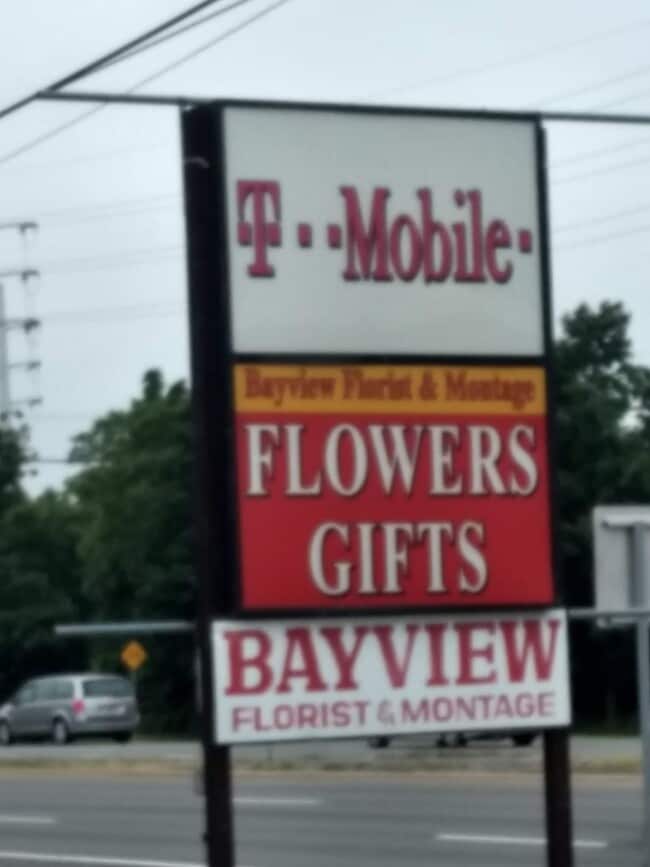 T··Mobile·
Bayview Florist & Montage
FLOWERS
GIFTS
BAYVIEW
FLORIST & MONTAGE